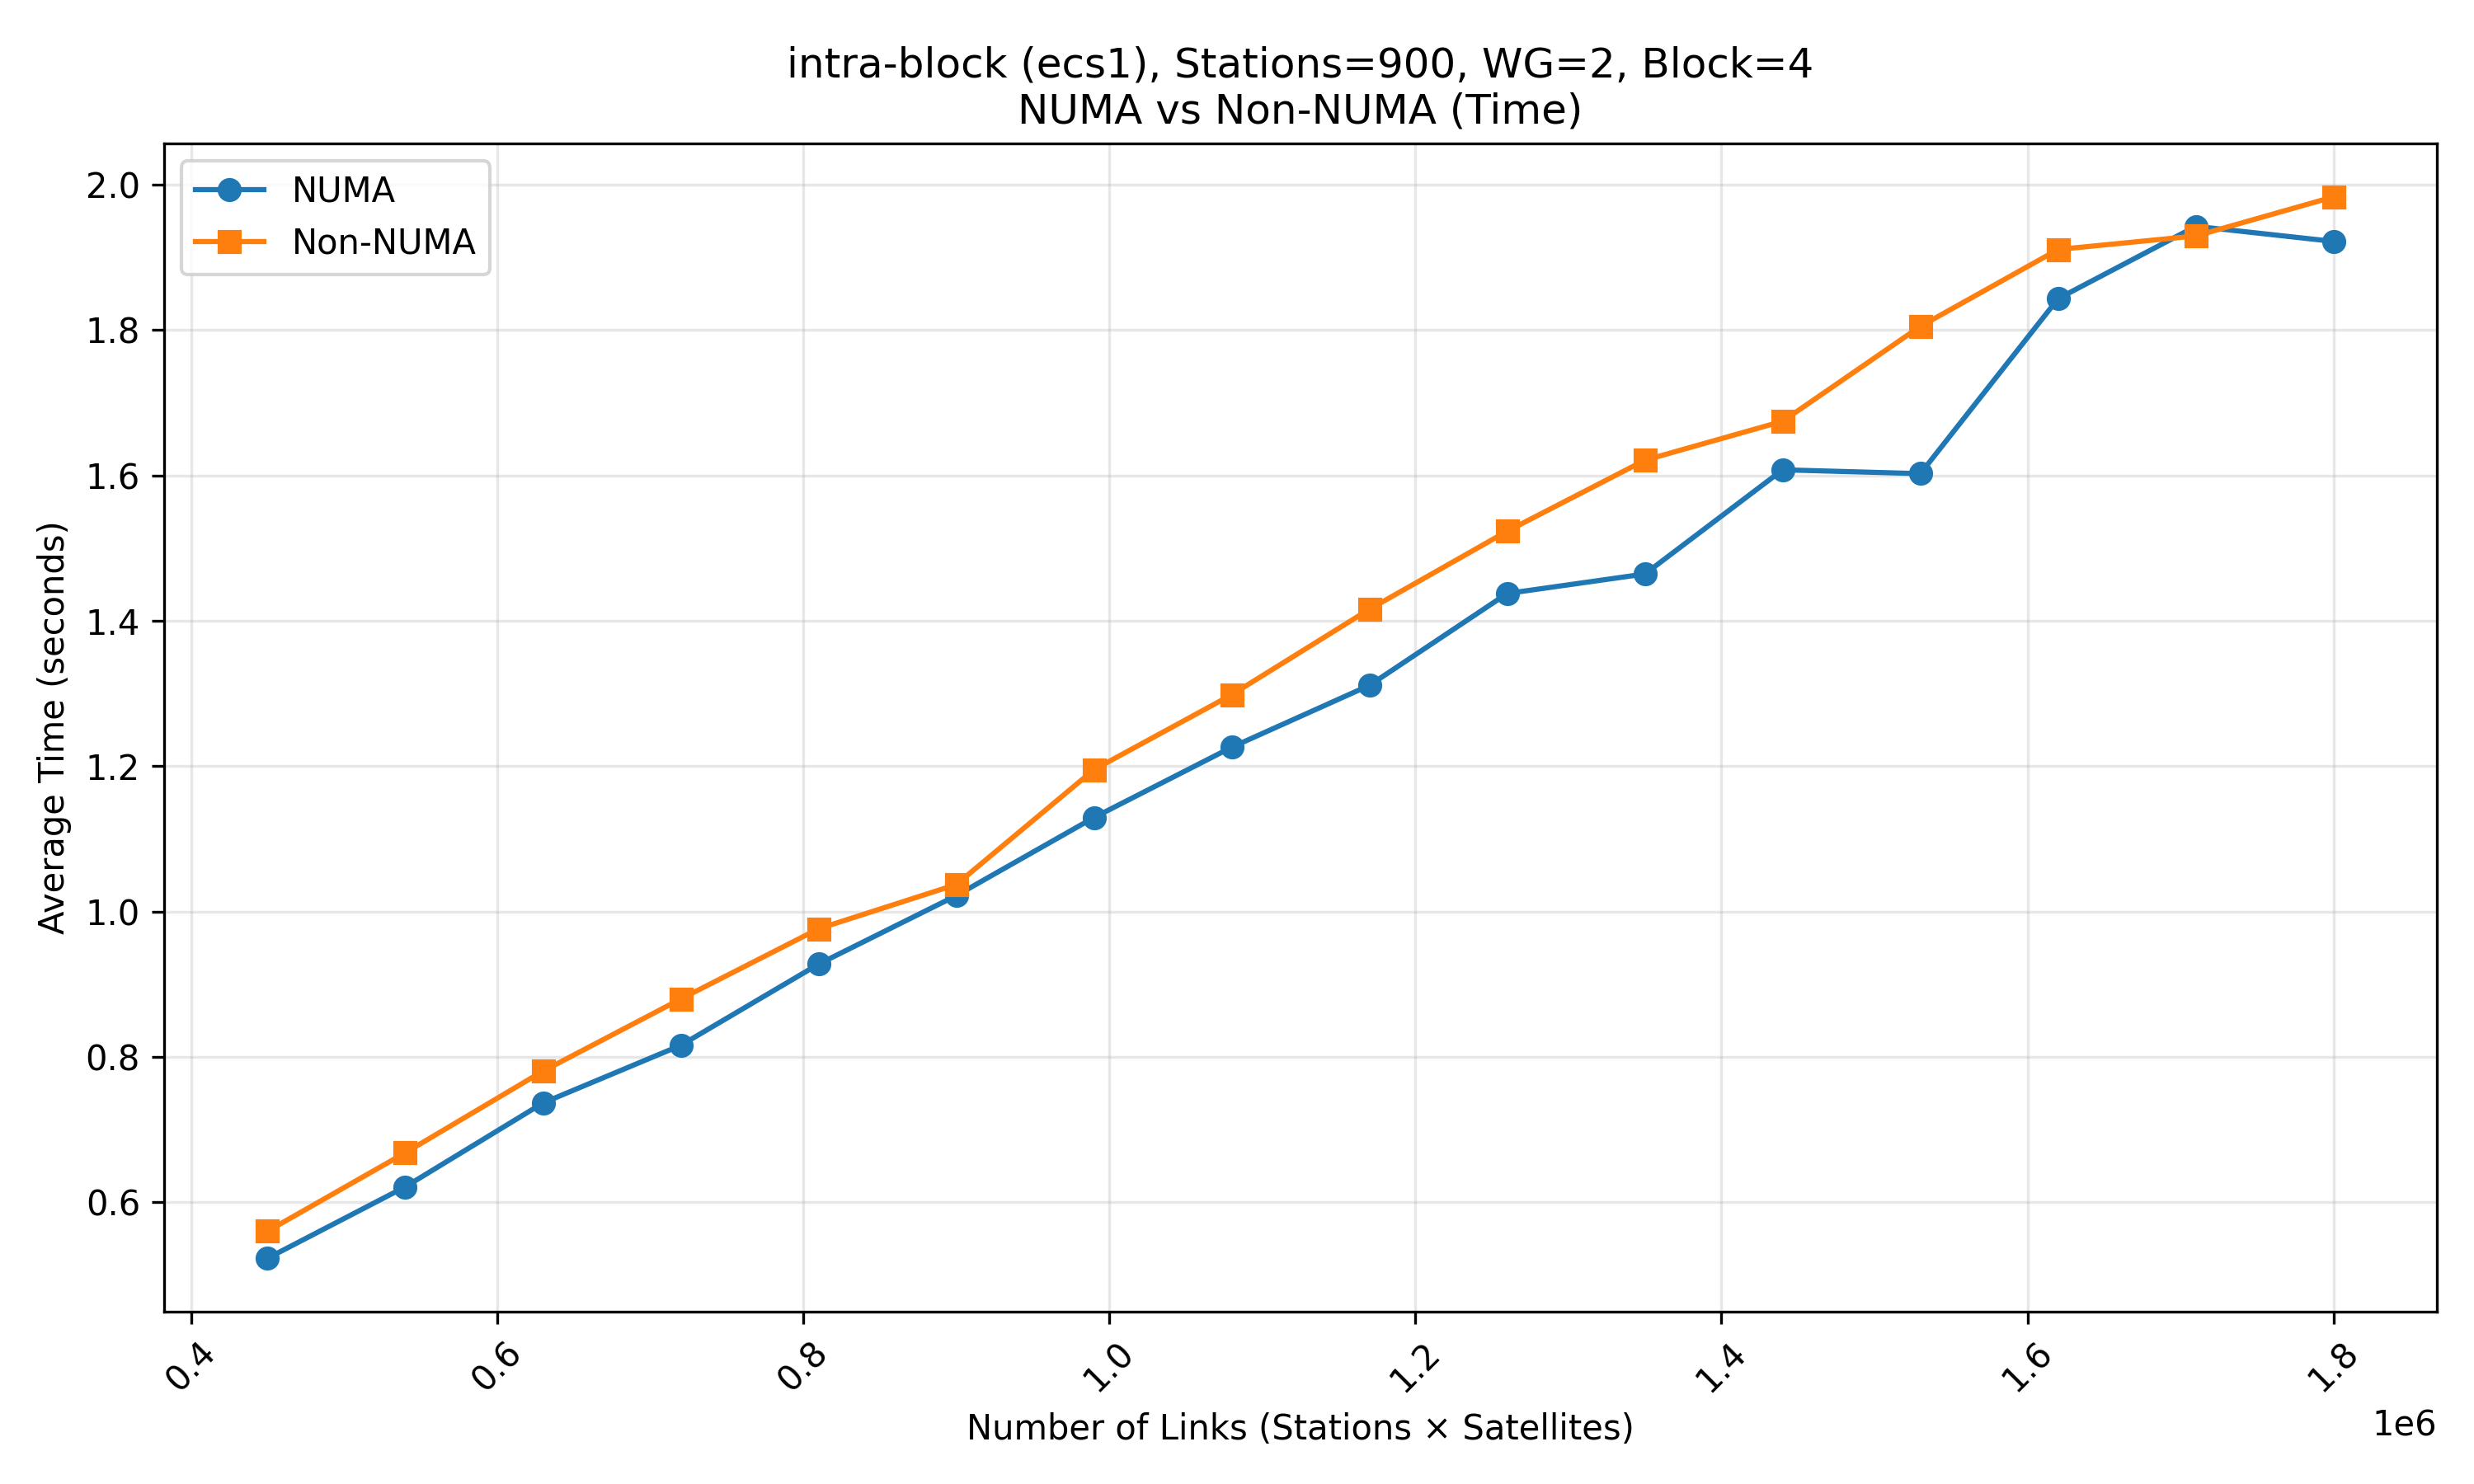 intra-block (ecs1), Stations=900, WG=2, Block=4
NUMA vs Non-NUMA (Time)
NUMA
Non-NUMA
Average Time (seconds)
2.0
1.8
1.6
1.4
1.2
1.0
0.8
0.6
0.4
0.6
0.8
1.0
1.2
1.4
1.6
1.8
1e6
Number of Links (Stations × Satellites)